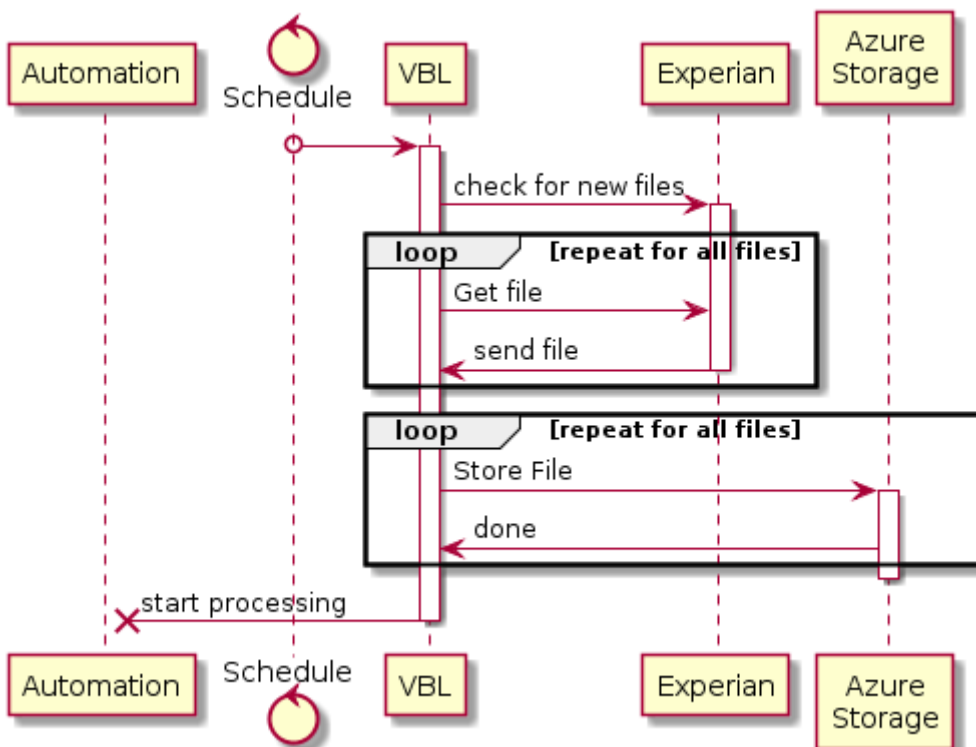 Automation
Schedule
VBL
Experian
Azure
Storage
check for new files
loop
[repeat for all files]
Get file
send file
loop
[repeat for all files]
Store File
done
start processing
Automation
Schedule
VBL
Experian
Azure
Storage